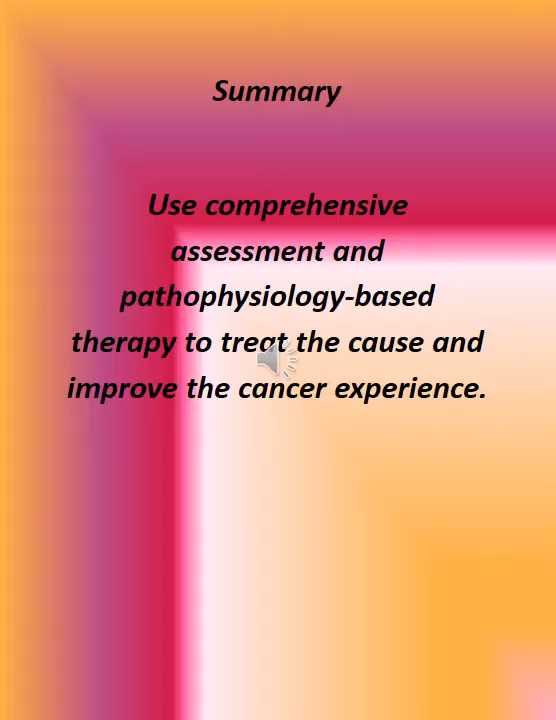 Summary
Use comprehensive
assessment and
pathophysiology-based
therapy to treat the cause and
improve the cancer experience.